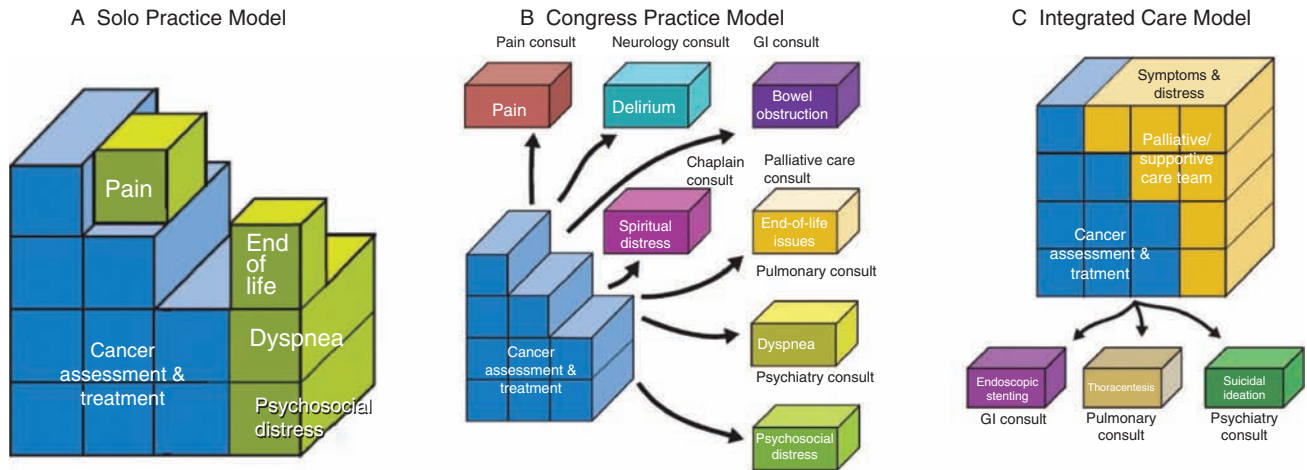 A Solo Practice Model
Pain
End
of
life
Dyspnea
Cancer
assessment &
treatment
Psychosocial
distress
B Congress Practice Model
Pain consult
Neurology consult
GI consult
Pain
Delirium
Bowel
obstruction
Chaplain
consult
Palliative care
consult
Spiritual
distress
End-of-life
issues
Pulmonary consult
Cancer
assessment &
treatment
Dyspnea
Psychiatry consult
Psychosocial
distress
C Integrated Care Model
Symptoms &
distress
Palliative/
supportive
care team
Cancer
assessment &
tratment
Endoscopic
stenting
Thoracentesis
Suicidal
ideation
GI consult
Pulmonary
consult
Psychiatry
consult